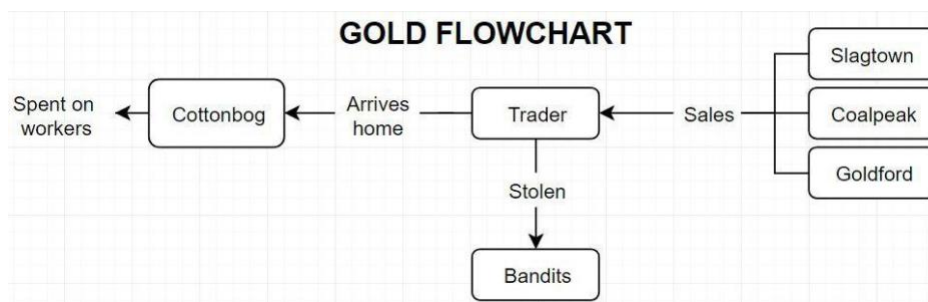 GOLD FLOWCHART
Slagtown
Spent on
workers
Cottonbog
Arrives
home
Trader
Sales
Coalpeak
Goldford
Stolen
Bandits